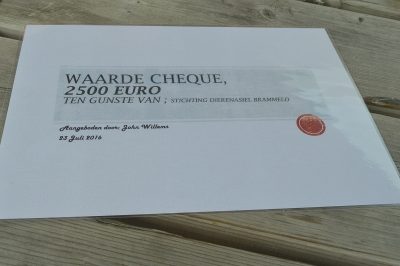 WAARDE CHEQUE,
2500 EURO
TEN GUNSTE VAN ; STICHTING DIERENASIEL BRAMMELO
Aangeboden door; John Willems
23 Juli 2016